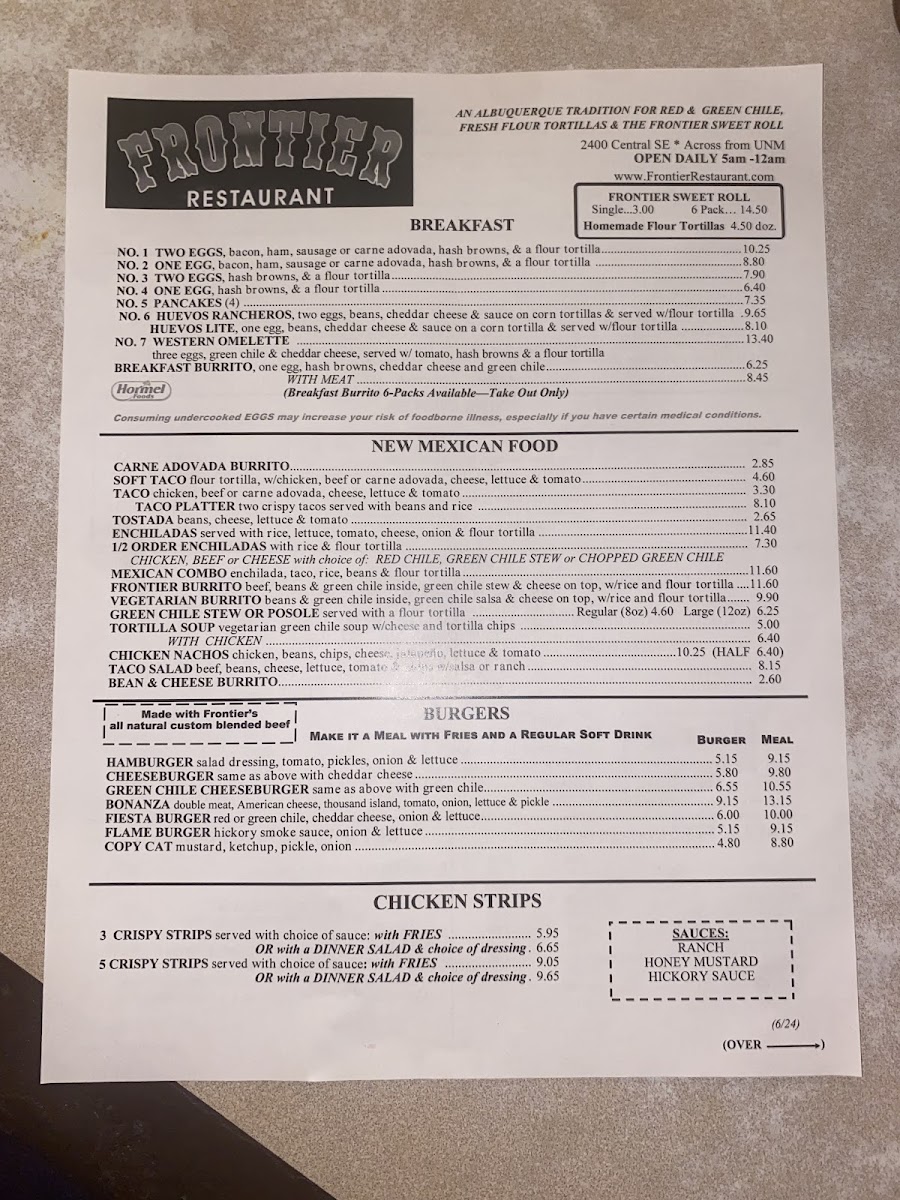 FRONTIER
RESTAURANT
AN ALBUQUERQUE TRADITION FOR RED & GREEN CHILE,
FRESH FLOUR TORTILLAS & THE FRONTIER SWEET ROLL
2400 Central SE * Across from UNM
OPEN DAILY 5am -12am
www.FrontierRestaurant.com
FRONTIER SWEET ROLL
Single...3.00 6 Pack... 14.50
Homemade Flour Tortillas 4.50 doz.
BREAKFAST
NO. 1 TWO EGGS, bacon, ham, sausage or carne adovada, hash browns, & a flour tortilla...10.25
NO. 2 ONE EGG, bacon, ham, sausage or carne adovada, hash browns, & a flour tortilla ...8.80
NO. 3 TWO EGGS, hash browns, & a flour tortilla...7.90
NO. 4 ONE EGG, hash browns, & a flour tortilla...6.40
NO. 5 PANCAKES (4) ...7.35
NO. 6 HUEVOS RANCHEROS, two eggs, beans, cheddar cheese & sauce on corn tortillas & served w/flour tortilla .9.65
HUEVOS LITE, one egg, beans, cheddar cheese & sauce on a corn tortilla & served w/flour tortilla ...8.10
NO. 7 WESTERN OMELETTE ...13.40
three eggs, green chile & cheddar cheese, served w/ tomato, hash browns & a flour tortilla
BREAKFAST BURRITO, one egg, hash browns, cheddar cheese and green chile...6.25
WITH MEAT ...8.45
Hormel
Foods
(Breakfast Burrito 6-Packs Available—Take Out Only)
Consuming undercooked EGGS may increase your risk of foodborne illness, especially if you have certain medical conditions.
NEW MEXICAN FOOD
CARNE ADOVADA BURRITO... 2.85
SOFT TACO flour tortilla, w/chicken, beef or carne adovada, cheese, lettuce & tomato... 4.60
TACO chicken, beef or carne adovada, cheese, lettuce & tomato... 3.30
TACO PLATTER two crispy tacos served with beans and rice ... 8.10
TOSTADA beans, cheese, lettuce & tomato ... 2.65
ENCHILADAS served with rice, lettuce, tomato, cheese, onion & flour tortilla ...11.40
1/2 ORDER ENCHILADAS with rice & flour tortilla ... 7.30
CHICKEN, BEEF or CHEESE with choice of: RED CHILE, GREEN CHILE STEW or CHOPPED GREEN CHILE
MEXICAN COMBO enchilada, taco, rice, beans & flour tortilla...11.60
FRONTIER BURRITO beef, beans & green chile inside, green chile stew & cheese on top, w/rice and flour tortilla ....11.60
VEGETARIAN BURRITO beans & green chile inside, green chile salsa & cheese on top, w/rice and flour tortilla....... 9.90
GREEN CHILE STEW OR POSOLE served with a flour tortilla ... Regular (8oz) 4.60 Large (12oz) 6.25
TORTILLA SOUP vegetarian green chile soup w/cheese and tortilla chips ... 5.00
WITH CHICKEN ... 6.40
CHICKEN NACHOS chicken, beans, chips, cheese, jalapeño, lettuce & tomato ...10.25 (HALF 6.40)
TACO SALAD beef, beans, cheese, lettuce, tomato & w/salsa or ranch ... 8.15
BEAN & CHEESE BURRITO... 2.60
Made with Frontier's
all natural custom blended beef
BURGERS
MAKE IT A MEAL WITH FRIES AND A REGULAR SOFT DRINK
BURGER MEAL
HAMBURGER salad dressing, tomato, pickles, onion & lettuce ... 5.15 9.15
CHEESEBURGER same as above with cheddar cheese ... 5.80 9.80
GREEN CHILE CHEESEBURGER same as above with green chile... 6.55 10.55
BONANZA double meat, American cheese, thousand island, tomato, onion, lettuce & pickle ... 9.15 13.15
FIESTA BURGER red or green chile, cheddar cheese, onion & lettuce... 6.00 10.00
FLAME BURGER hickory smoke sauce, onion & lettuce ... 5.15 9.15
COPY CAT mustard, ketchup, pickle, onion ... 4.80 8.80
CHICKEN STRIPS
3 CRISPY STRIPS served with choice of sauce: with FRIES ... 5.95
OR with a DINNER SALAD & choice of dressing . 6.65
5 CRISPY STRIPS served with choice of sauce: with FRIES ... 9.05
OR with a DINNER SALAD & choice of dressing . 9.65
SAUCES:
RANCH
HONEY MUSTARD
HICKORY SAUCE
(6/24)
(OVER ⟶)